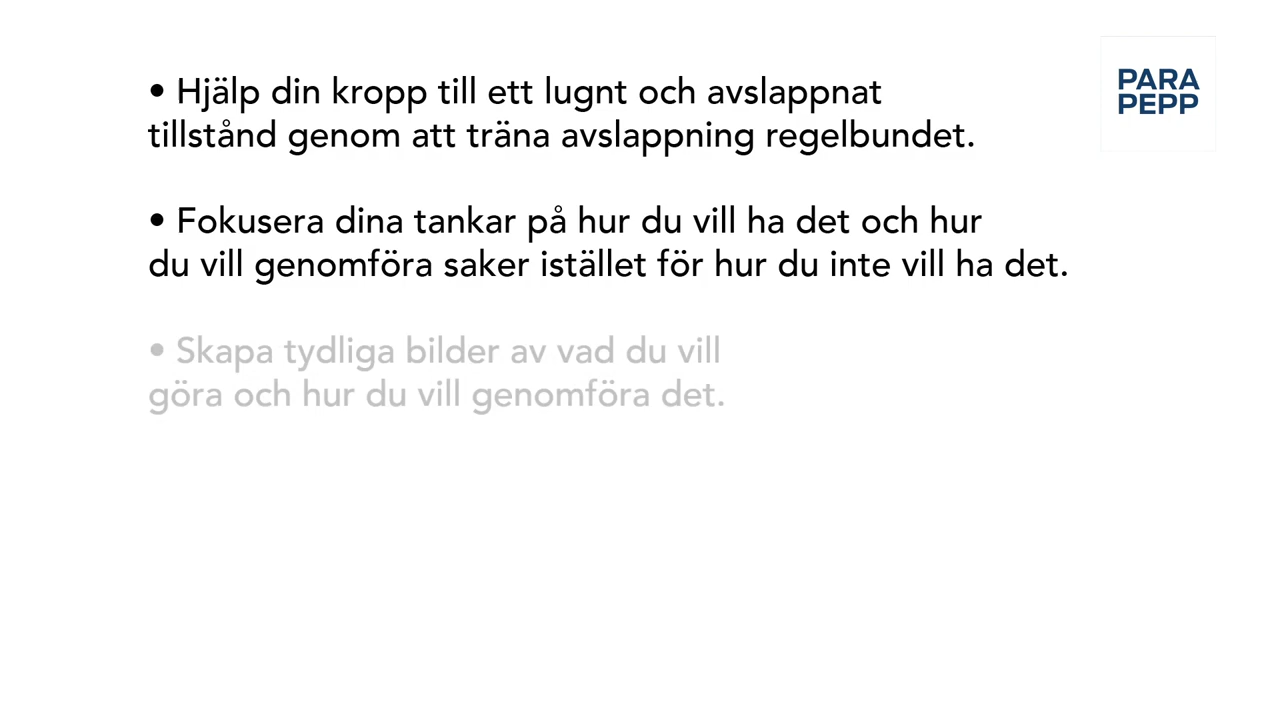 • Hjälp din kropp till ett lugnt och avslappnat
tillstånd genom att träna avslappning regelbundet.
• Fokusera dina tankar på hur du vill ha det och hur
du vill genomföra saker istället för hur du inte vill ha det.
• Skapa tydliga bilder av vad du vill
göra och hur du vill genomföra det.
PARA
PEPP